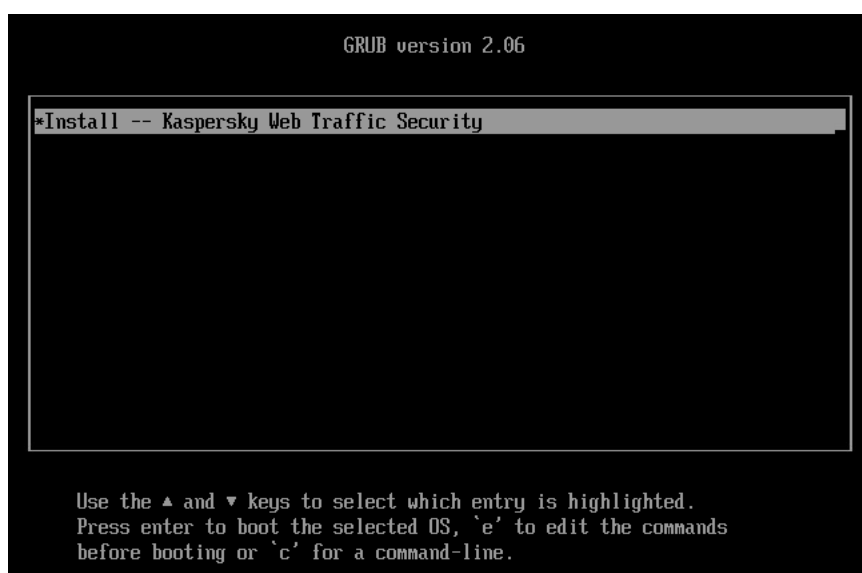 GRUB version 2.06
*Install -- Kaspersky Web Traffic Security
Use the ▲ and ▼ keys to select which entry is highlighted.
Press enter to boot the selected OS, `e' to edit the commands
before booting or `c' for a command-line.